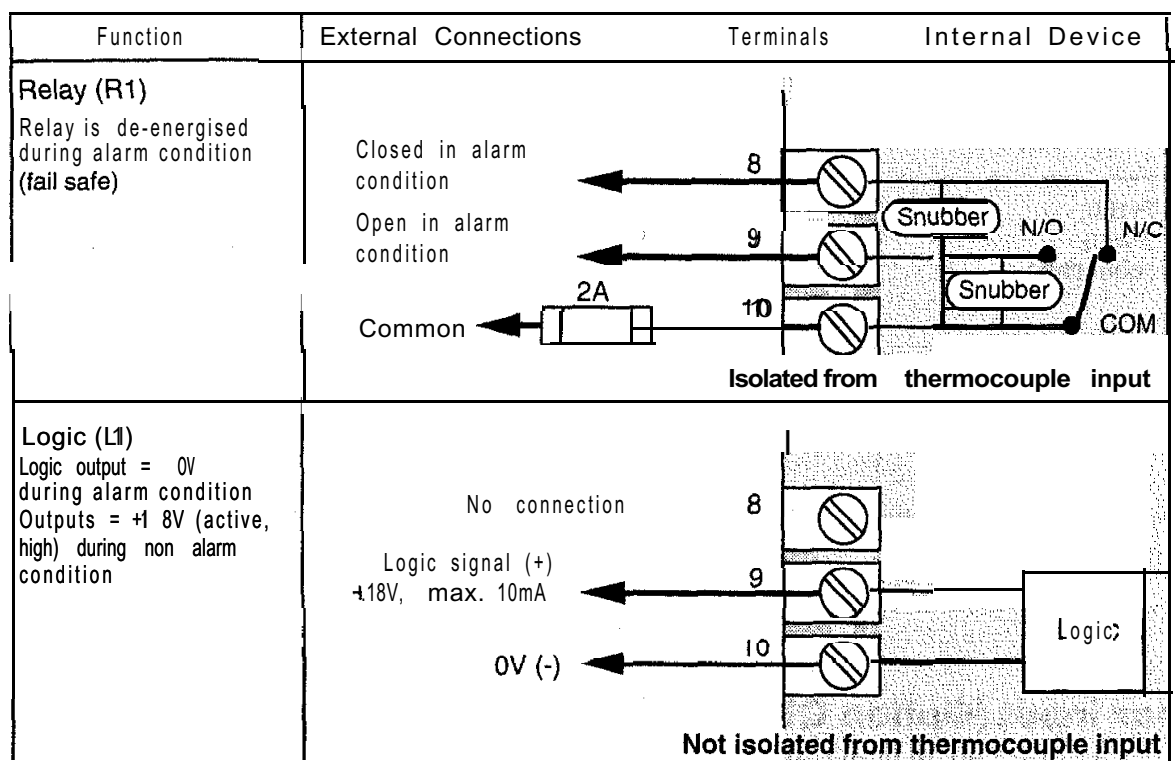 Function External Connections Terminals Internal Device
Relay (R1)
Relay is de-energised
during alarm condition
(fail safe)
Closed in alarm
condition
8
Snubber
N/O
N/C
Open in alarm
condition
9
Snubber
2A
10
Common
COM
Isolated from thermocouple input
Logic (L1)
Logic output = 0V
during alarm condition
Outputs = +18V (active,
high) during non alarm
condition
No connection
8
Logic signal (+)
+18V, max. 10mA
9
Logic
10
0V (-)
Not isolated from thermocouple input